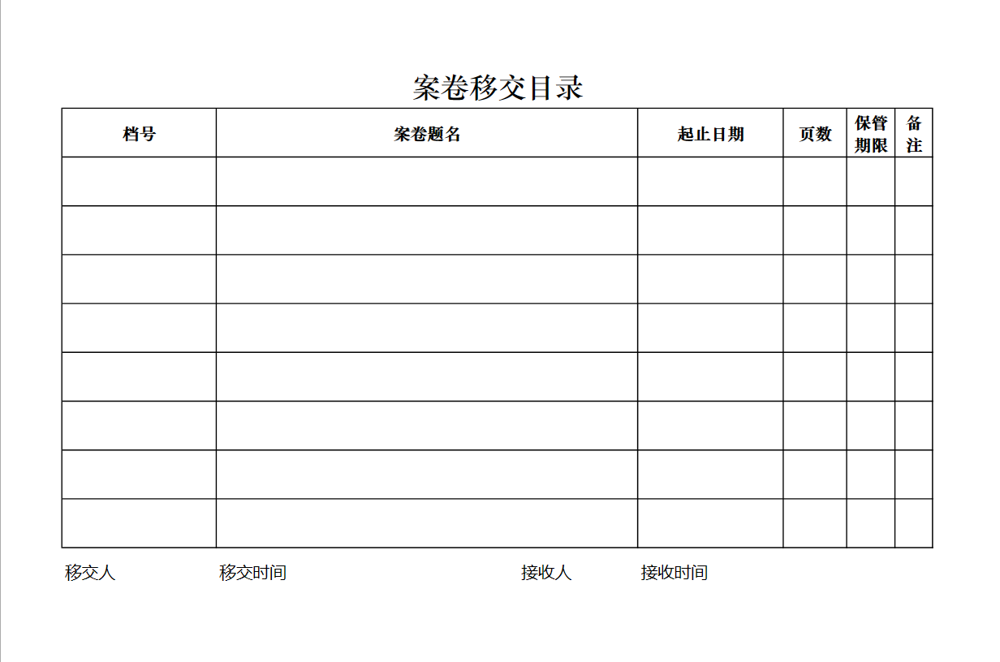 案卷移交目录
档号 案卷题名 起止日期 页数 保管期限 备注
移交人 移交时间 接收人 接收时间